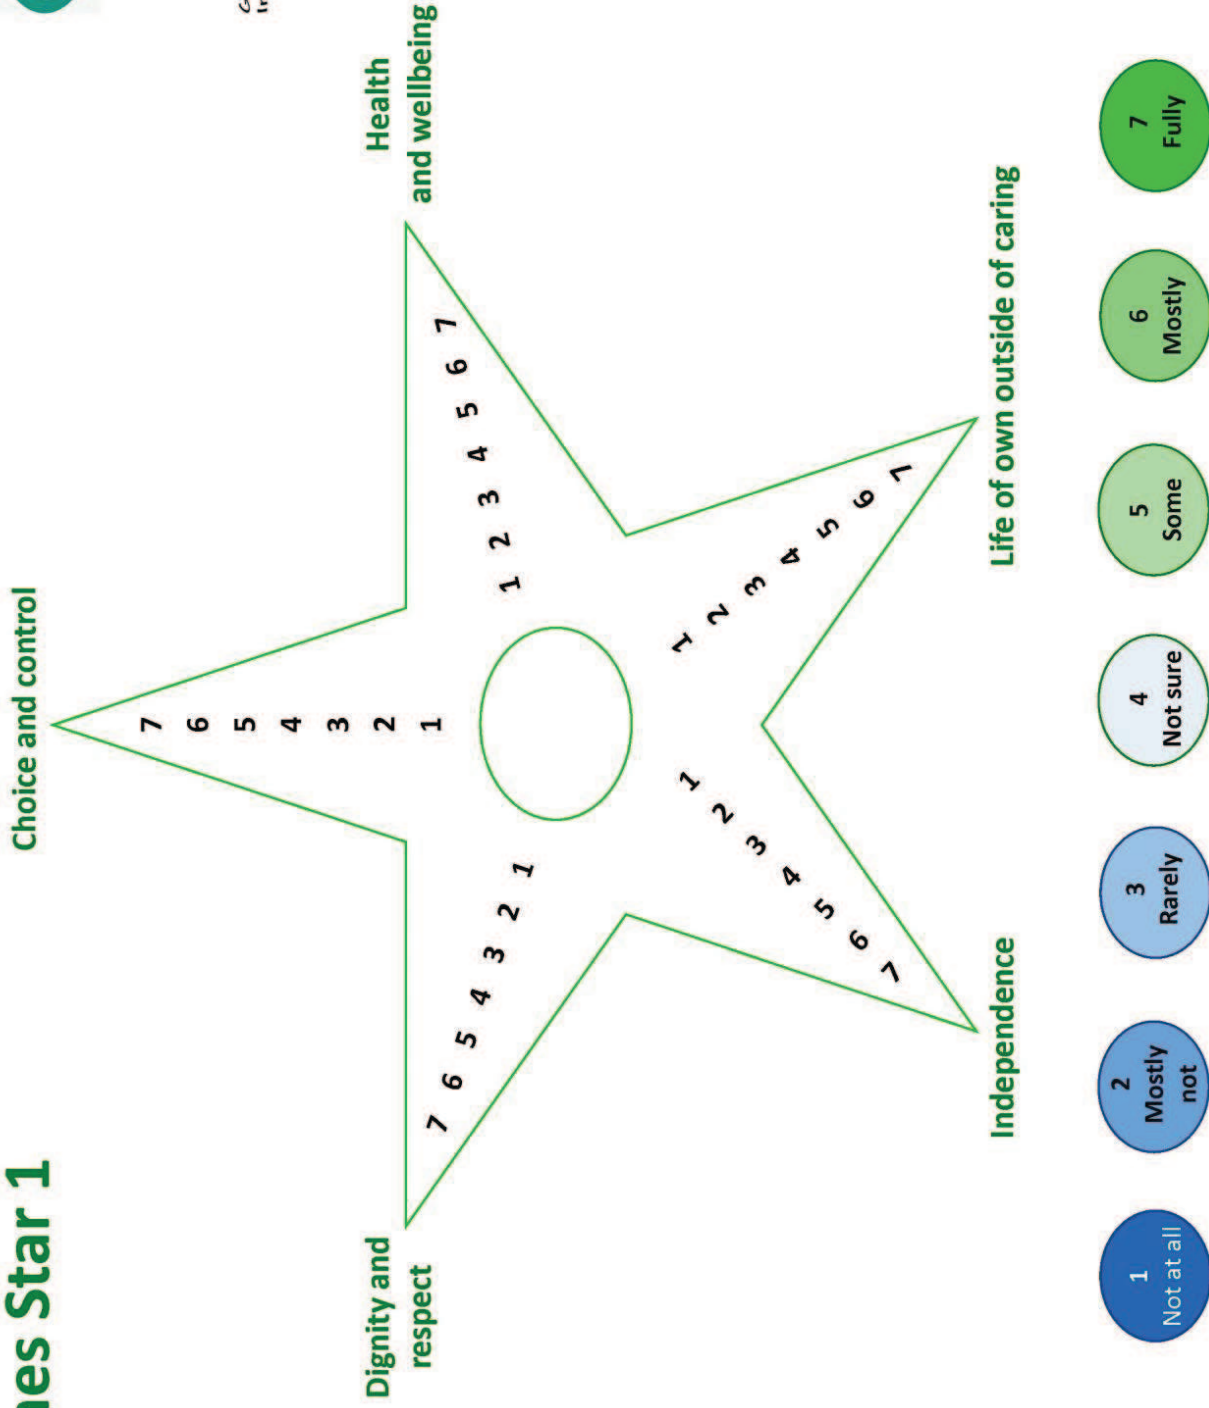 Star 1
Choice and control
7
6
5
4
3
2
1
Dignity and
respect
7 6 5 4 3 2 1
Health
and wellbeing
1 2 3 4 5 6 7
Independence
1
2
3
4
5
6
7
Life of own outside of caring
1
2
3
4
5
6
7
1
Not at all
2
Mostly
not
3
Rarely
4
Not sure
5
Some
6
Mostly
7
Fully